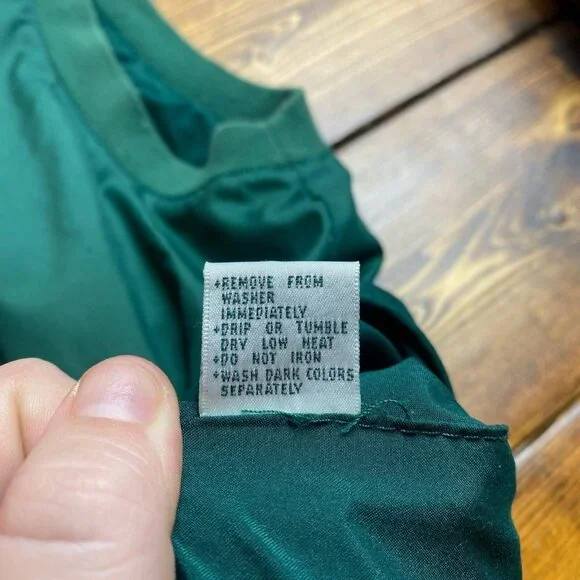 •REMOVE FROM
WASHER
IMMEDIATELY
•DRIP OR TUMBLE
DRY LOW HEAT
•DO NOT IRON
•WASH DARK COLORS
SEPARATELY